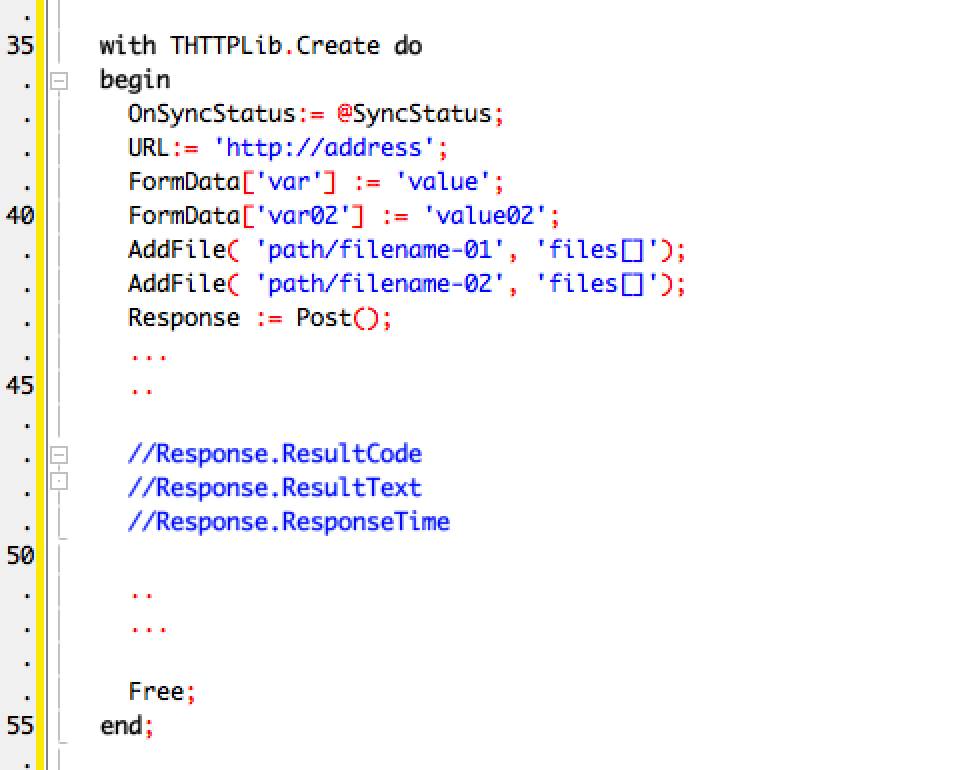 .
35 with THTTPLib.Create do
. begin
. OnSyncStatus:= @SyncStatus;
. URL:= 'http://address';
. FormData['var'] := 'value';
40 FormData['var02'] := 'value02';
. AddFile( 'path/filename-01', 'files[]');
. AddFile( 'path/filename-02', 'files[]');
. Response := Post();
. ...
45 ..
.
. //Response.ResultCode
. //Response.ResultText
. //Response.ResponseTime
50
. ..
. ...
.
. Free;
55 end;
.